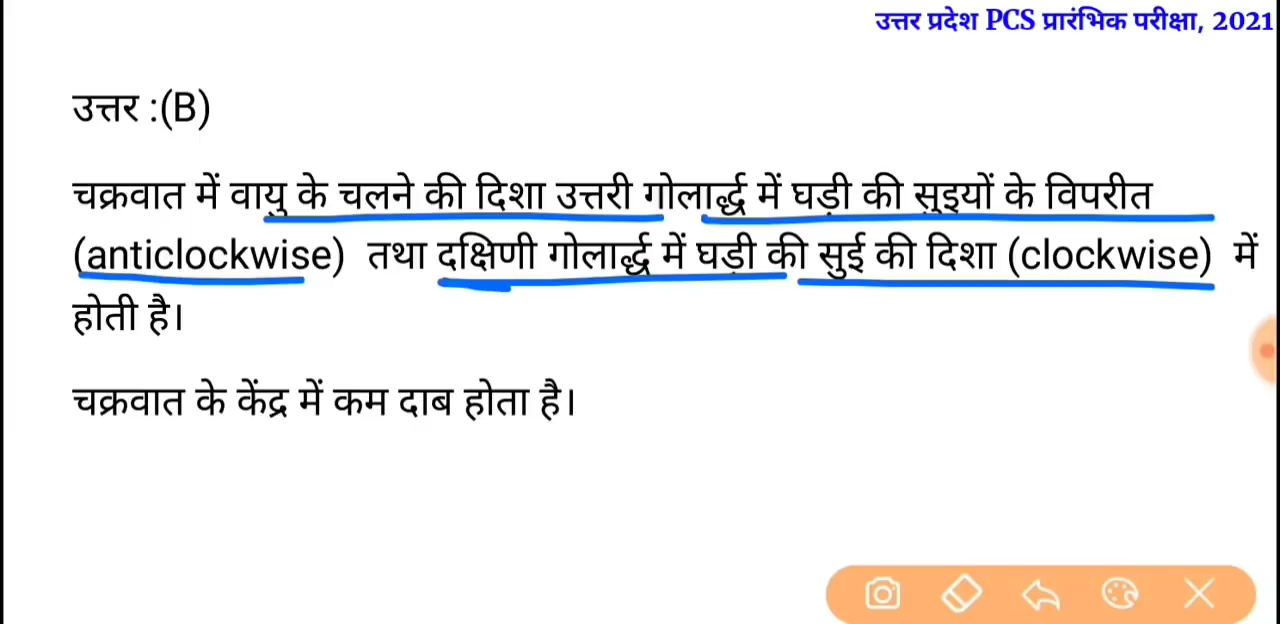 उत्तर प्रदेश PCS प्रारंभिक परीक्षा, 2021
उत्तर :(B)
चक्रवात में वायु के चलने की दिशा उत्तरी गोलार्द्ध में घड़ी की सुइयों के विपरीत
(anticlockwise) तथा दक्षिणी गोलार्द्ध में घड़ी की सुई की दिशा (clockwise) में
होती है।
चक्रवात के केंद्र में कम दाब होता है।